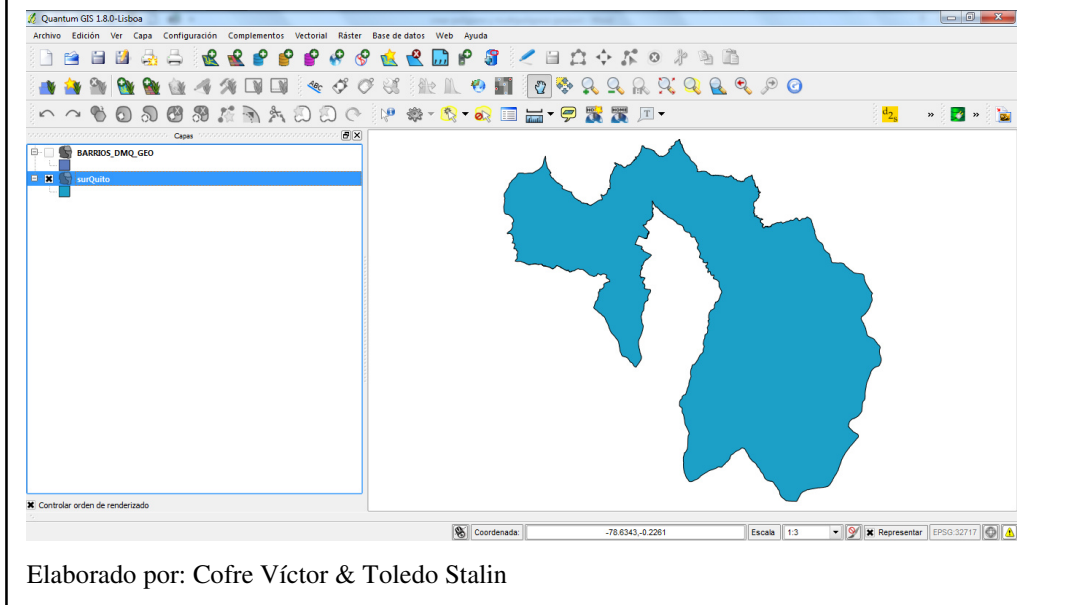 Quantum GIS 1.8.0-Lisboa
Archivo Edición Ver Capa Configuración Complementos Vectorial Ráster Base de datos Web Ayuda
Capas
BARRIOS_DMQ_GEO
surQuito
Controlar orden de renderizado
Coordenada: -78.6343,-0.2261 Escala 1:3 Representar EPSG:32717
Elaborado por: Cofre Víctor & Toledo Stalin